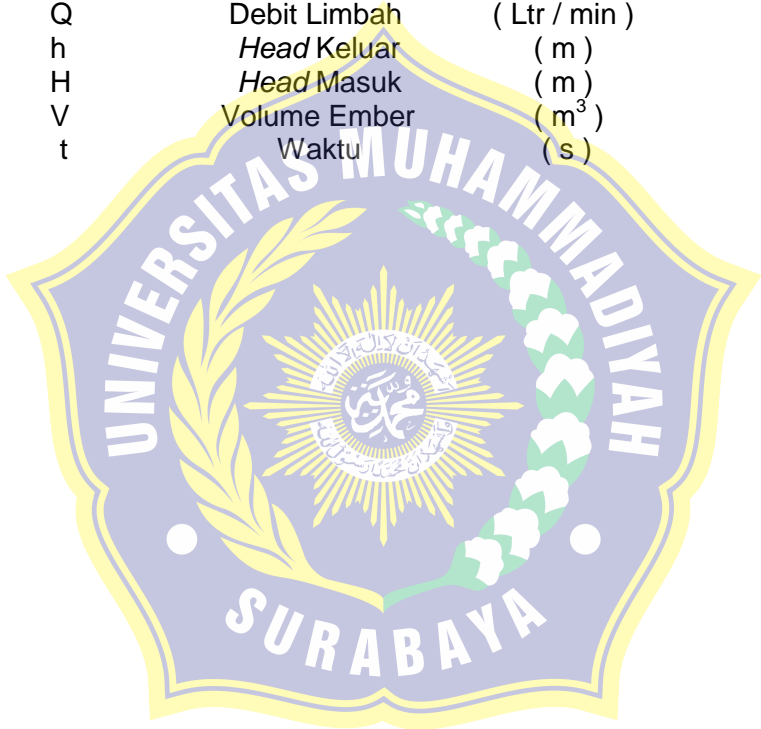 Q Debit Limbah ( Ltr / min )
h Head Keluar ( m )
H Head Masuk ( m )
V Volume Ember ( m³ )
t Waktu ( s )
UNIVERSITAS MUHAMMADIYAH
SURABAYA